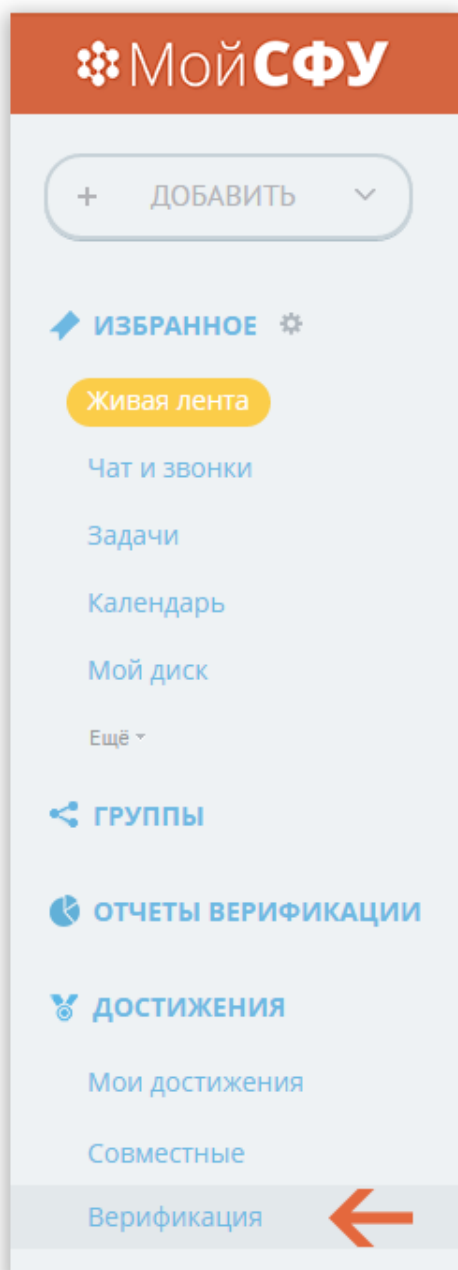 МойСФУ
+ ДОБАВИТЬ
ИЗБРАННОЕ
Живая лента
Чат и звонки
Задачи
Календарь
Мой диск
Ещё
ГРУППЫ
ОТЧЕТЫ ВЕРИФИКАЦИИ
ДОСТИЖЕНИЯ
Мои достижения
Совместные
Верификация